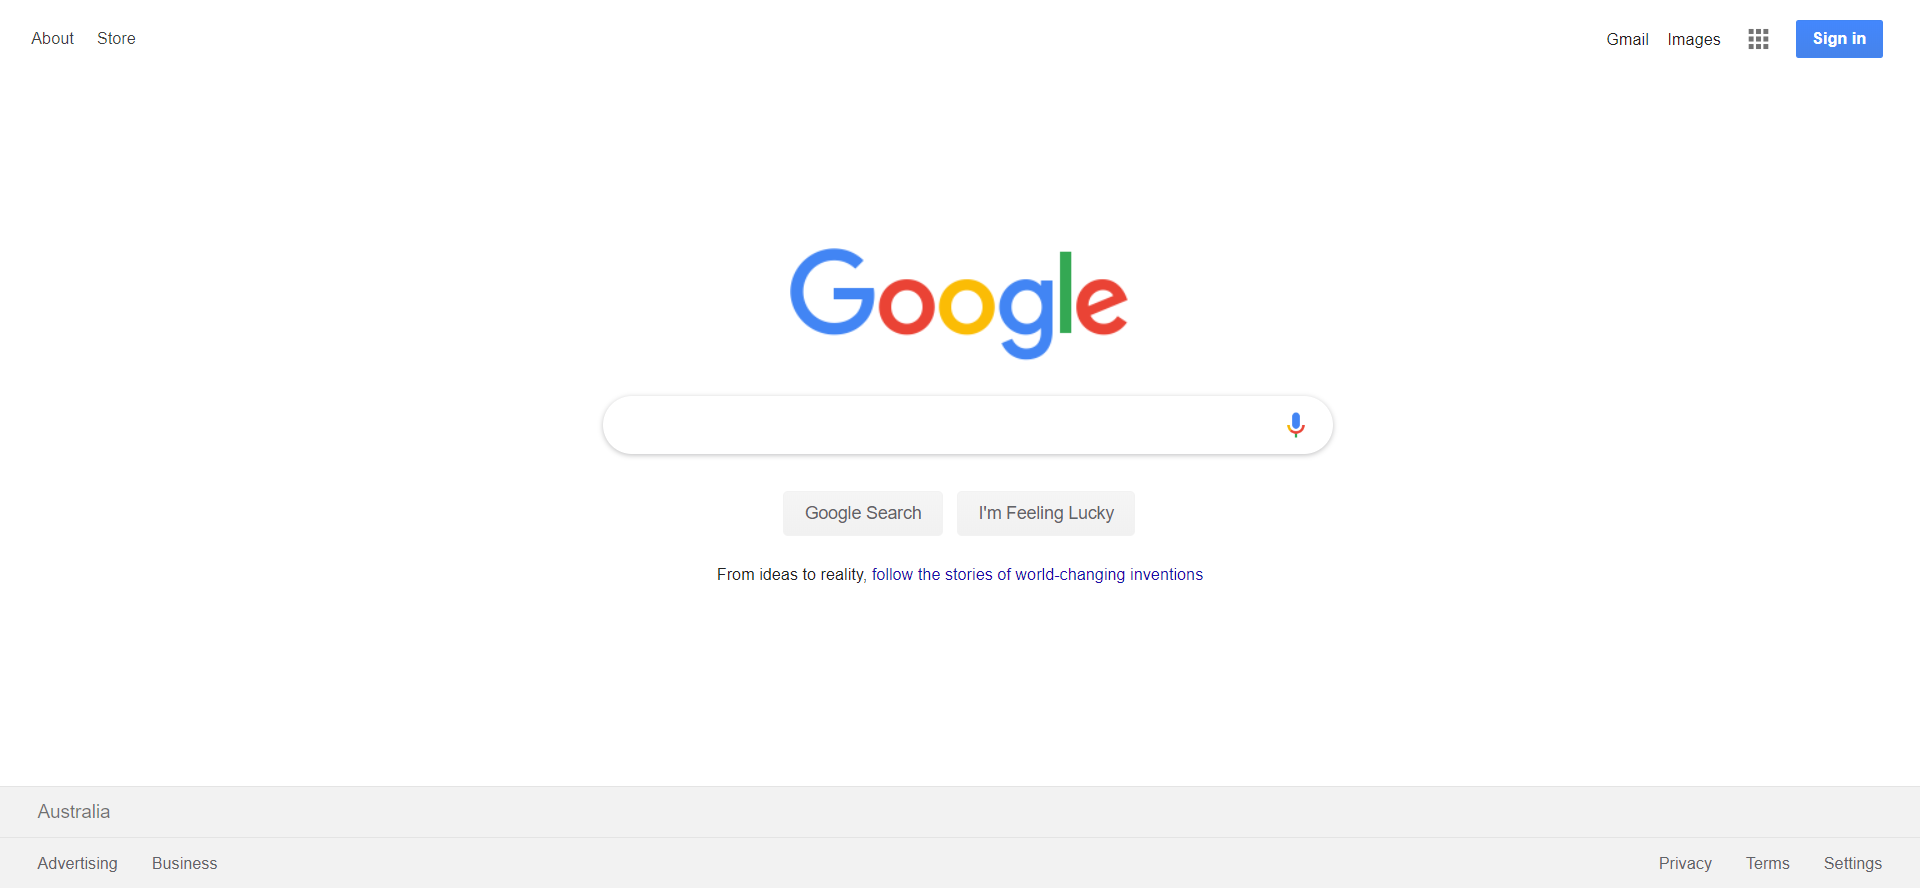 About Store Gmail Images Sign in
Google
Google Search I'm Feeling Lucky
From ideas to reality, follow the stories of world-changing inventions
Australia
Advertising Business Privacy Terms Settings